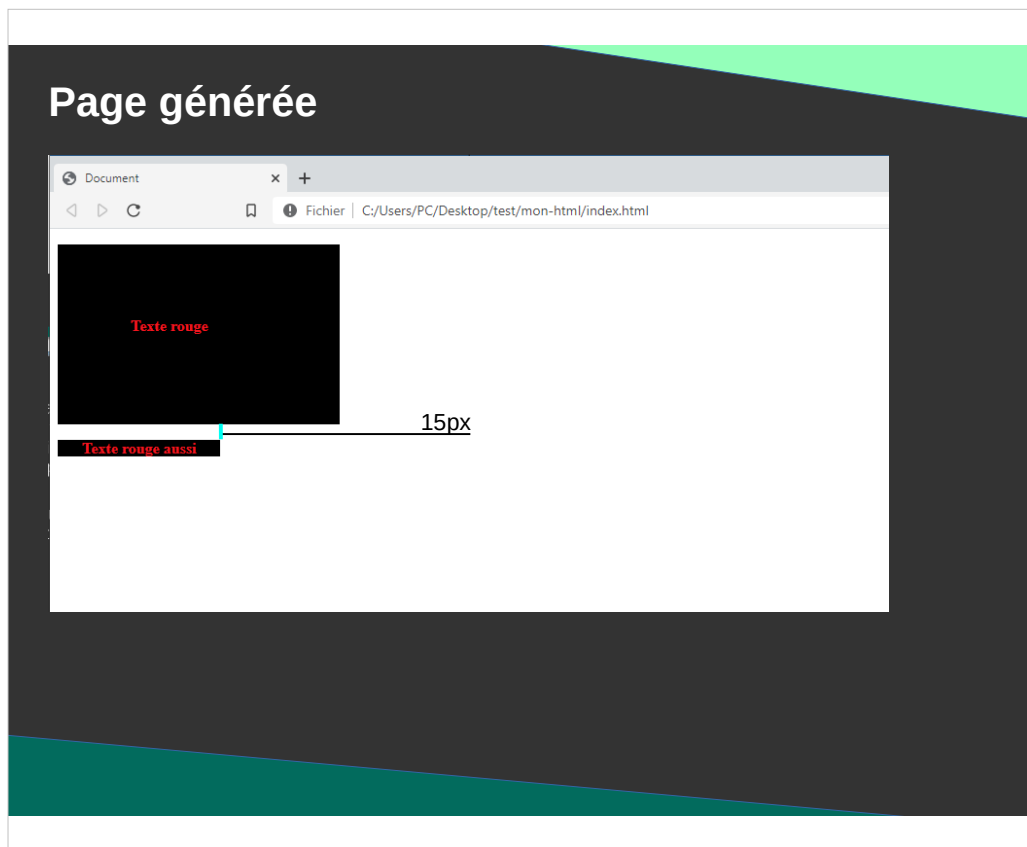 Page générée
Document
Fichier C:/Users/PC/Desktop/test/mon-html/index.html
Texte rouge
15px
Texte rouge aussi